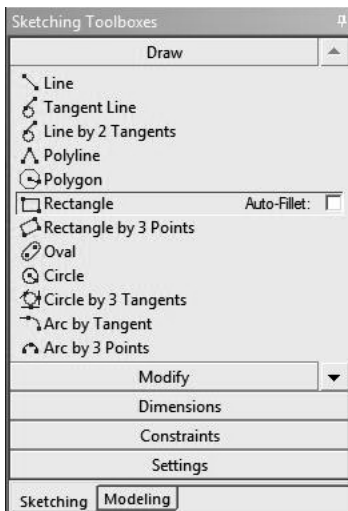 Sketching Toolboxes
Draw
Line
Tangent Line
Line by 2 Tangents
Polyline
Polygon
Rectangle Auto-Fillet:
Rectangle by 3 Points
Oval
Circle
Circle by 3 Tangents
Arc by Tangent
Arc by 3 Points
Modify
Dimensions
Constraints
Settings
Sketching Modeling